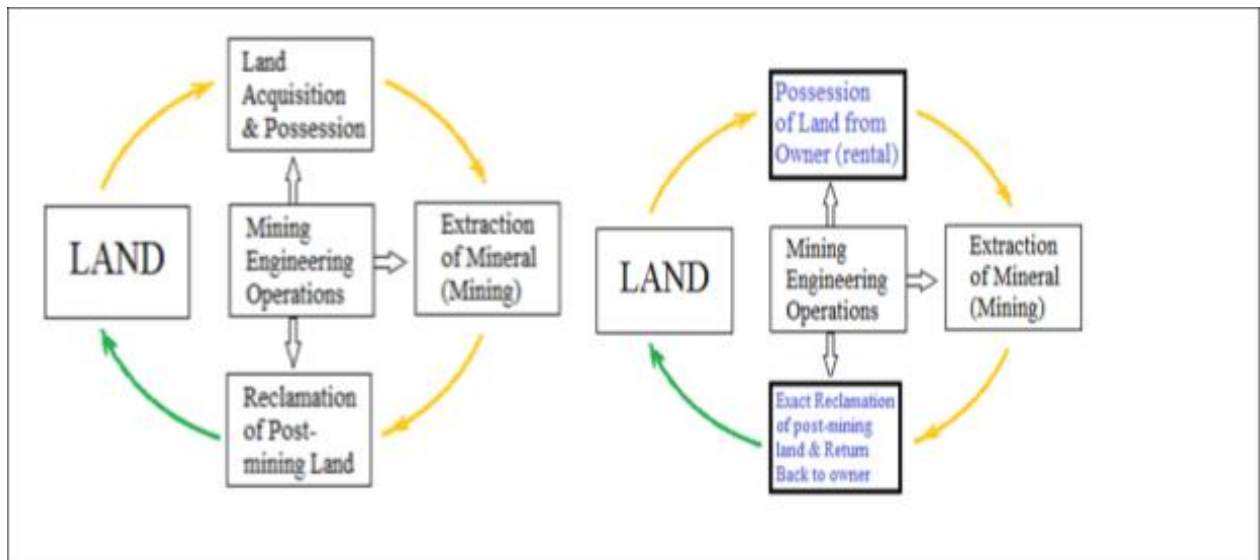 Land
Acquisition
& Possession
LAND
Mining
Engineering
Operations
Extraction
of Mineral
(Mining)
Reclamation
of Post-
mining Land
Possession
of Land from
Owner (rental)
LAND
Mining
Engineering
Operations
Extraction
of Mineral
(Mining)
Exact Reclamation
of post-mining
land & Return
Back to owner